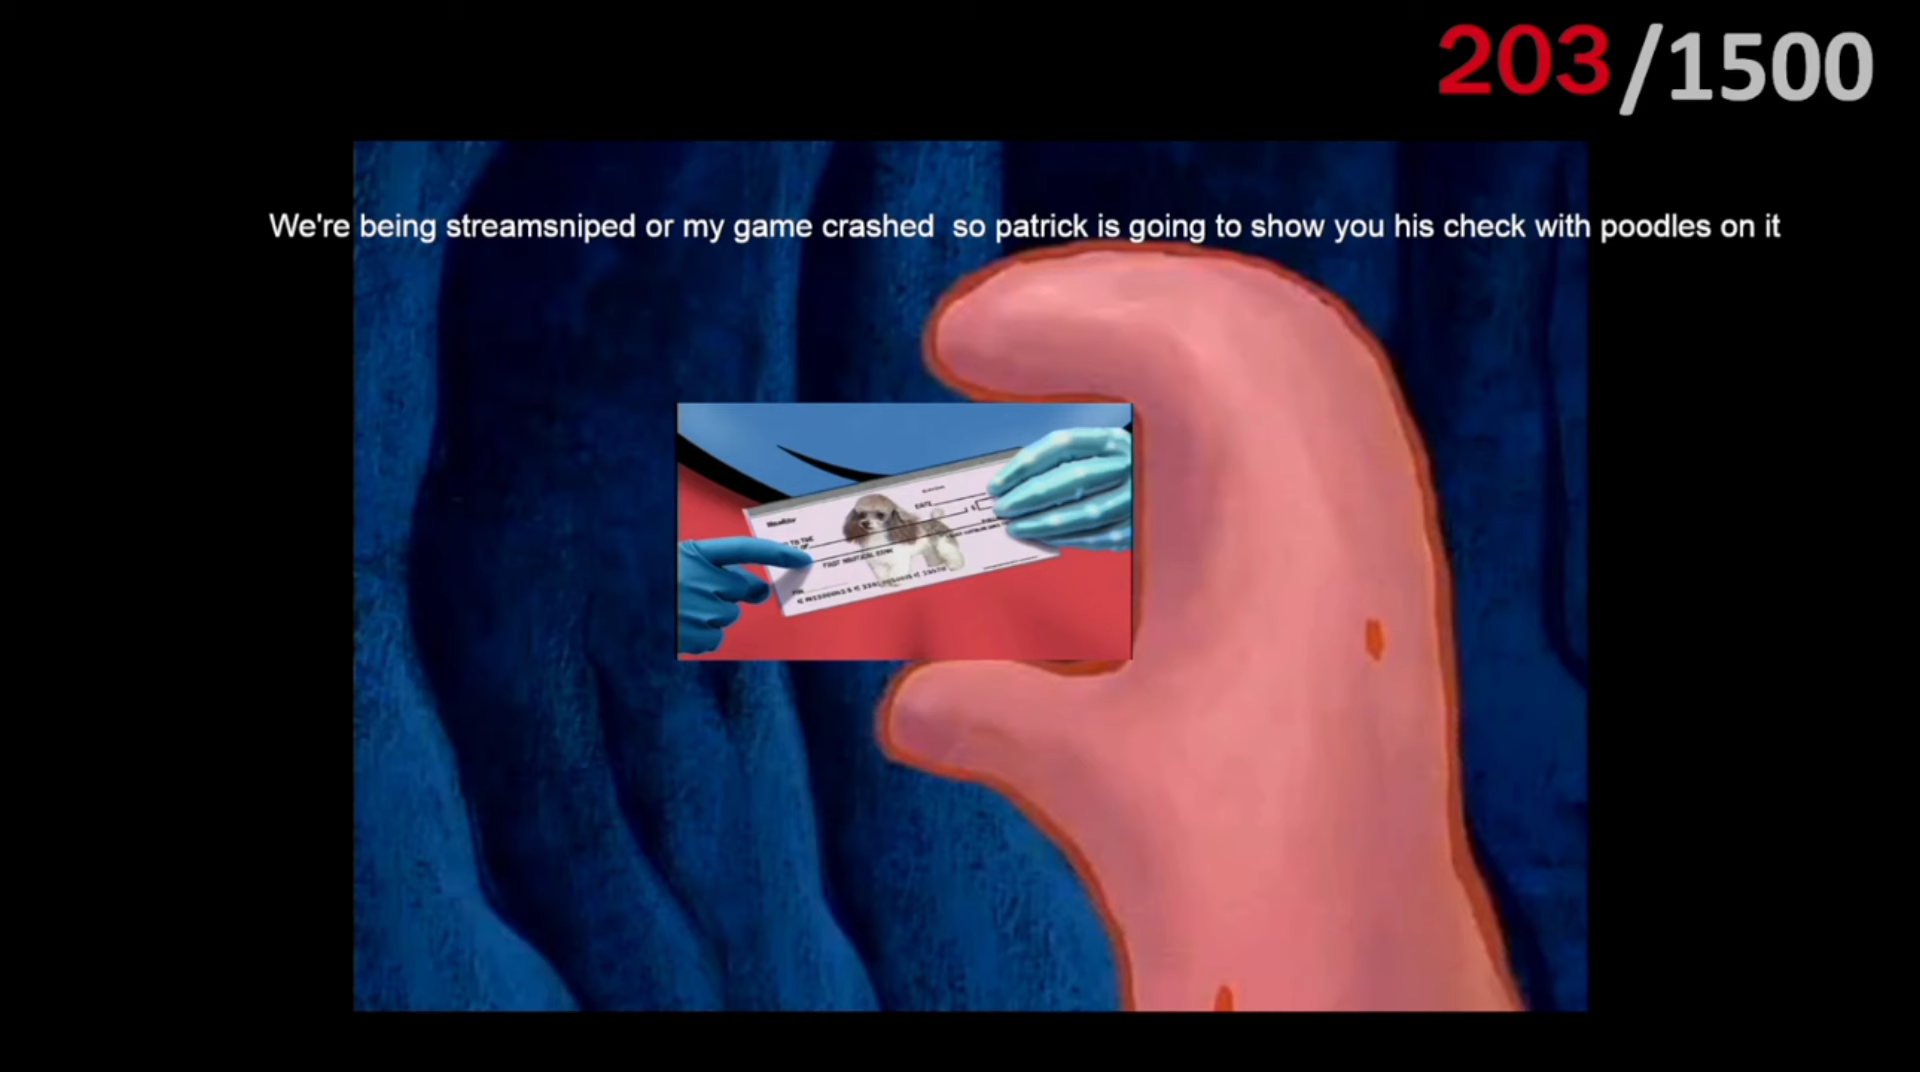 203/1500
We're being streamsniped or my game crashed  so patrick is going to show you his check with poodles on it
DATE
$